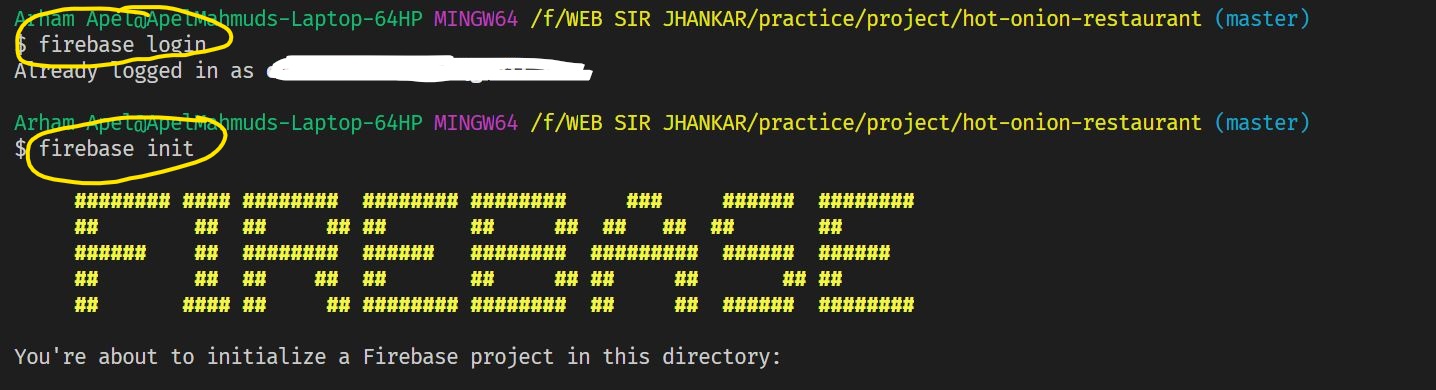 Arham Apel@ApelMahmuds-Laptop-64HP MINGW64 /f/WEB SIR JHANKAR/practice/project/hot-onion-restaurant (master)
$ firebase login
Already logged in as
Arham Apel@ApelMahmuds-Laptop-64HP MINGW64 /f/WEB SIR JHANKAR/practice/project/hot-onion-restaurant (master)
$ firebase init
FIREBASE
You're about to initialize a Firebase project in this directory: